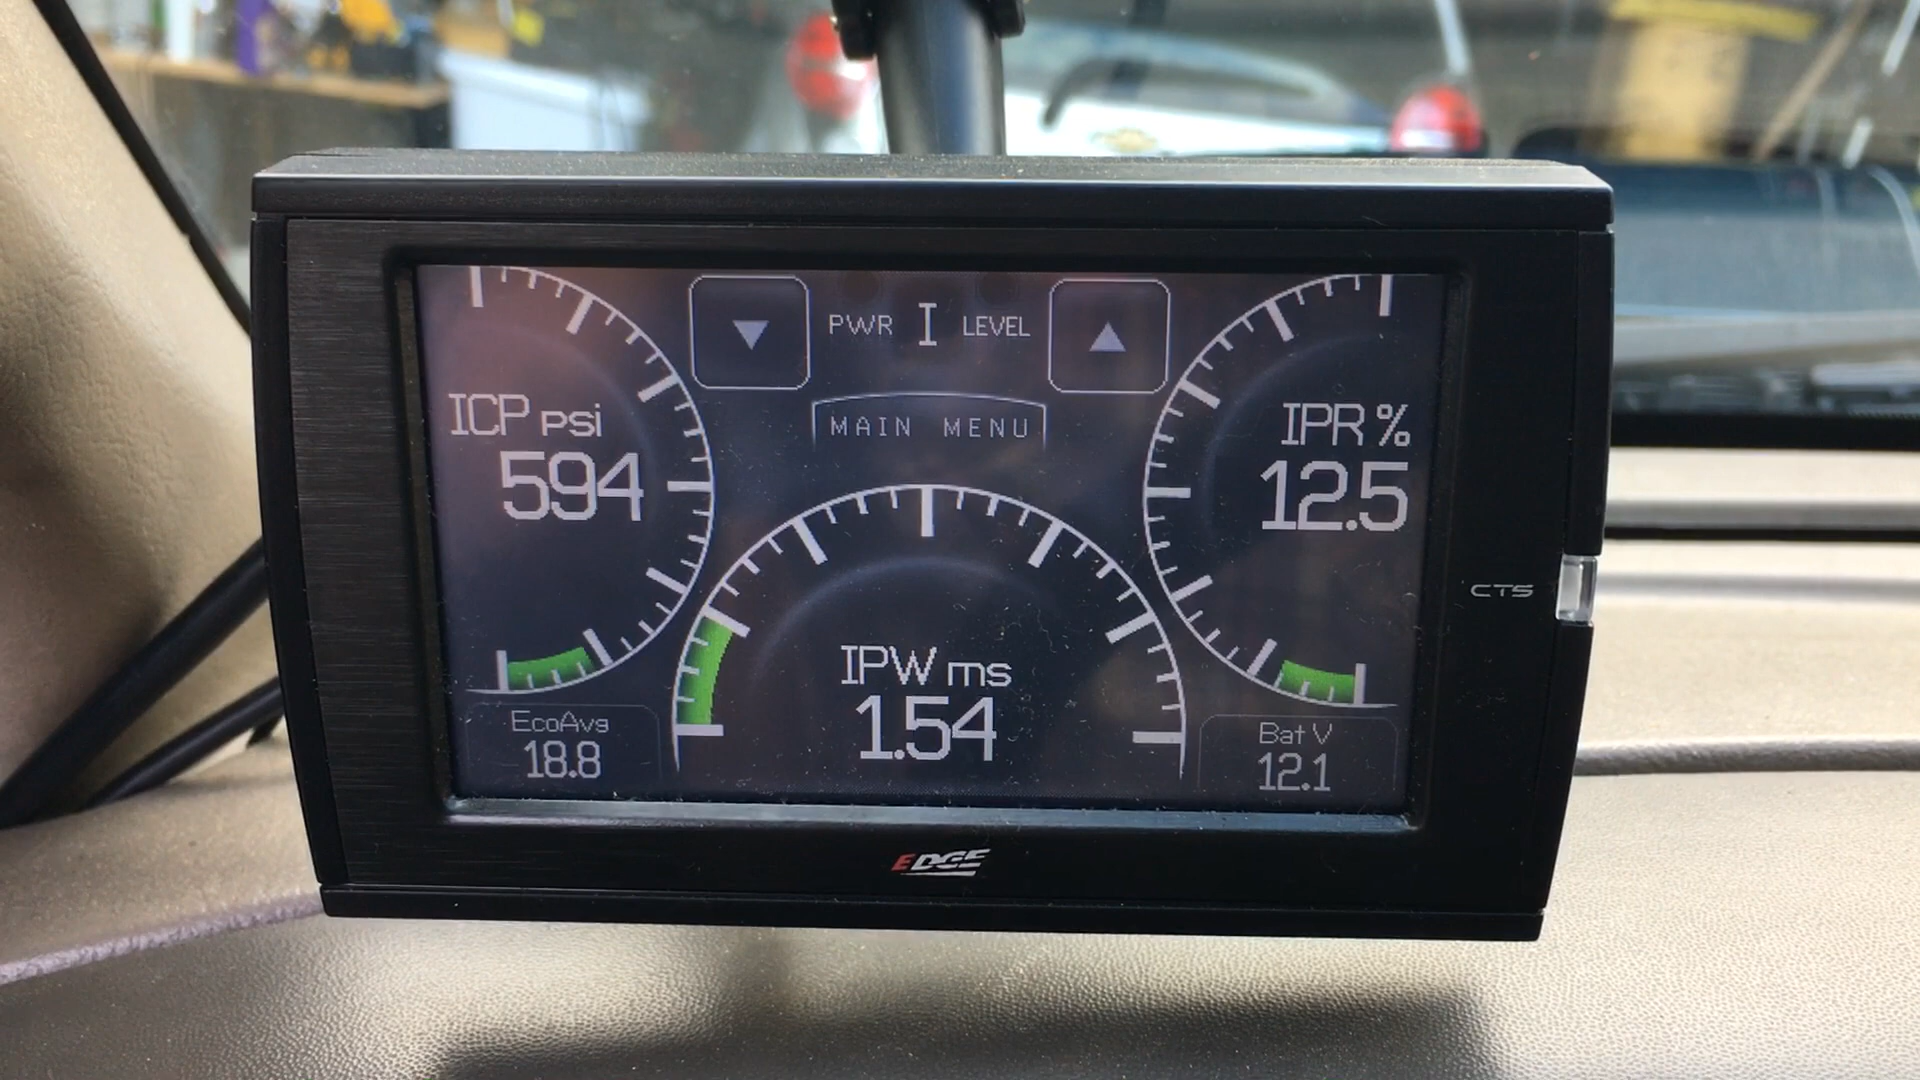 PWR I LEVEL
MAIN MENU
ICP psi
594
IPR %
12.5
IPW ms
1.54
EcoAvg
18.8
Bat V
12.1
CTS
EDGE